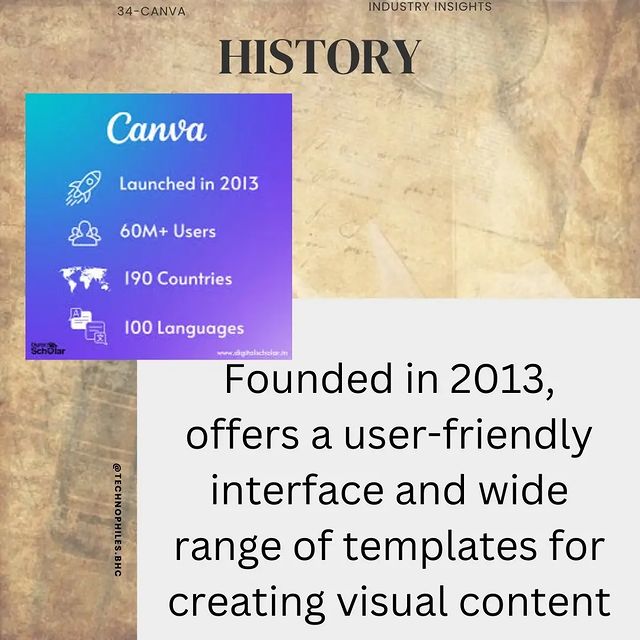 34-CANVA
INDUSTRY INSIGHTS
HISTORY
Canva
Launched in 2013
60M+ Users
190 Countries
100 Languages
Digital
Scholar
www.digitalscholar.in
Founded in 2013,
offers a user-friendly
interface and wide
range of templates for
creating visual content
@TECHNOPHILES.BHC